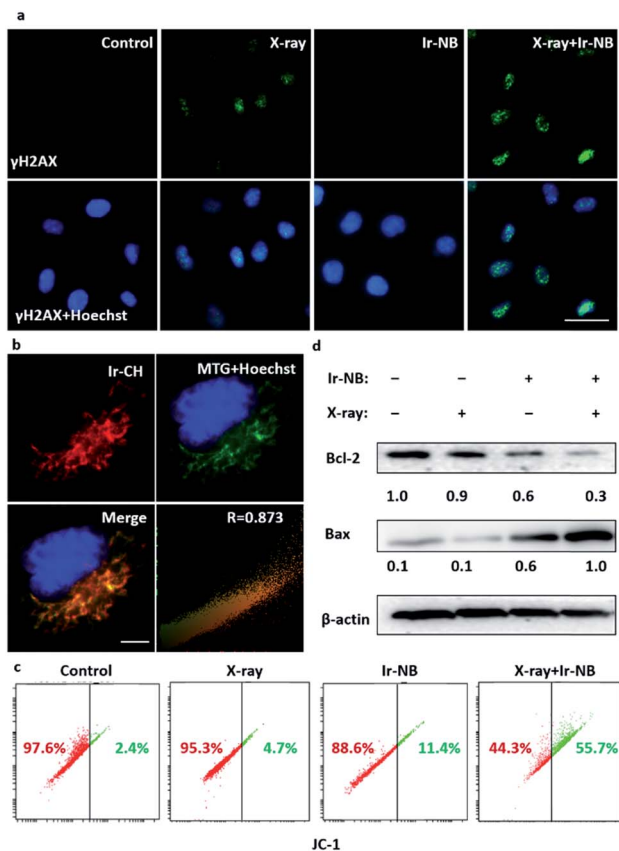 a
Control
X-ray
Ir-NB
X-ray+Ir-NB
γH2AX
γH2AX+Hoechst
b
Ir-CH
MTG+Hoechst
Merge
R=0.873
d
Ir-NB: – – + +
X-ray: – + – +
Bcl-2
1.0 0.9 0.6 0.3
Bax
0.1 0.1 0.6 1.0
β-actin
c
Control
X-ray
Ir-NB
X-ray+Ir-NB
97.6% 2.4%
95.3% 4.7%
88.6% 11.4%
44.3% 55.7%
JC-1